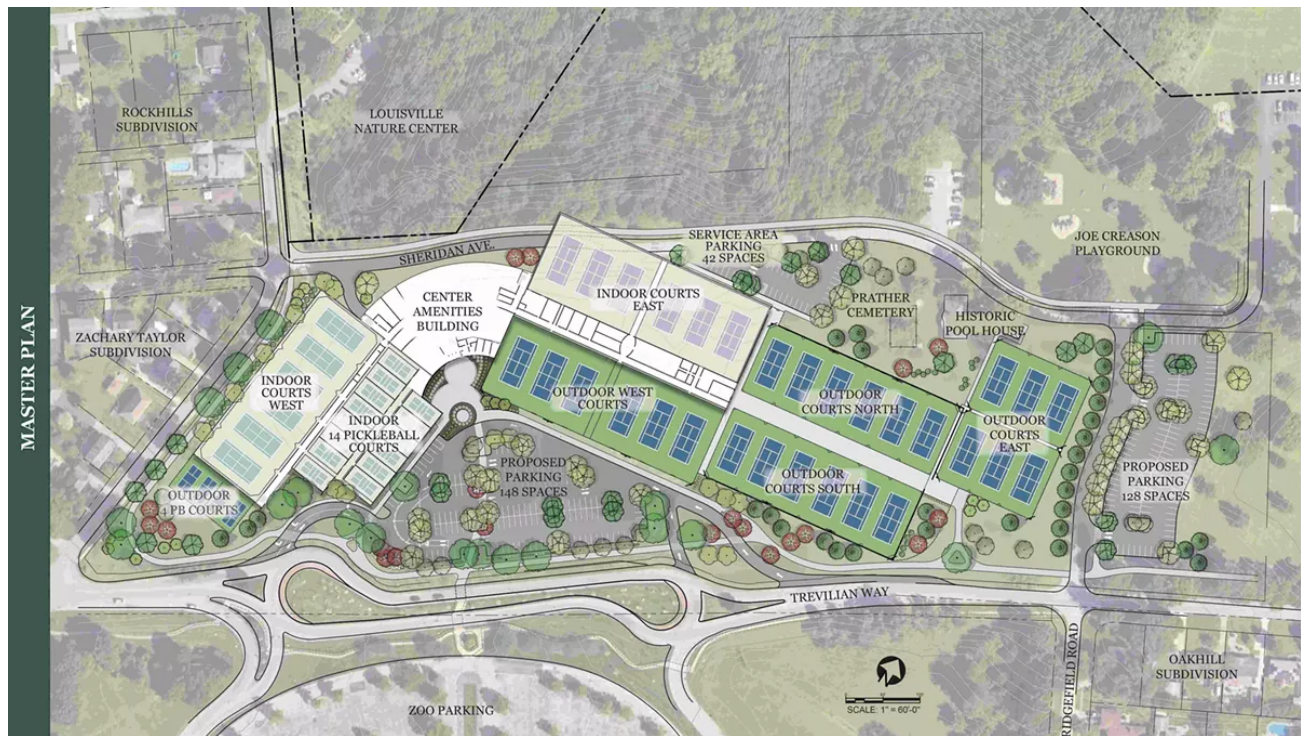 MASTER PLAN
ROCKHILLS
SUBDIVISION
LOUISVILLE
NATURE CENTER
SHERIDAN AVE.
SERVICE AREA
PARKING
42 SPACES
JOE CREASON
PLAYGROUND
CENTER
AMENITIES
BUILDING
INDOOR COURTS
EAST
PRATHER
CEMETERY
HISTORIC
POOL HOUSE
ZACHARY TAYLOR
SUBDIVISION
INDOOR
COURTS
WEST
INDOOR
14 PICKLEBALL
COURTS
OUTDOOR WEST
COURTS
OUTDOOR
COURTS NORTH
OUTDOOR
COURTS
EAST
OUTDOOR
4 PB COURTS
PROPOSED
PARKING
148 SPACES
OUTDOOR
COURTS SOUTH
PROPOSED
PARKING
128 SPACES
TREVILIAN WAY
RIDGEFIELD ROAD
OAKHILL
SUBDIVISION
ZOO PARKING
SCALE: 1" = 60'-0"